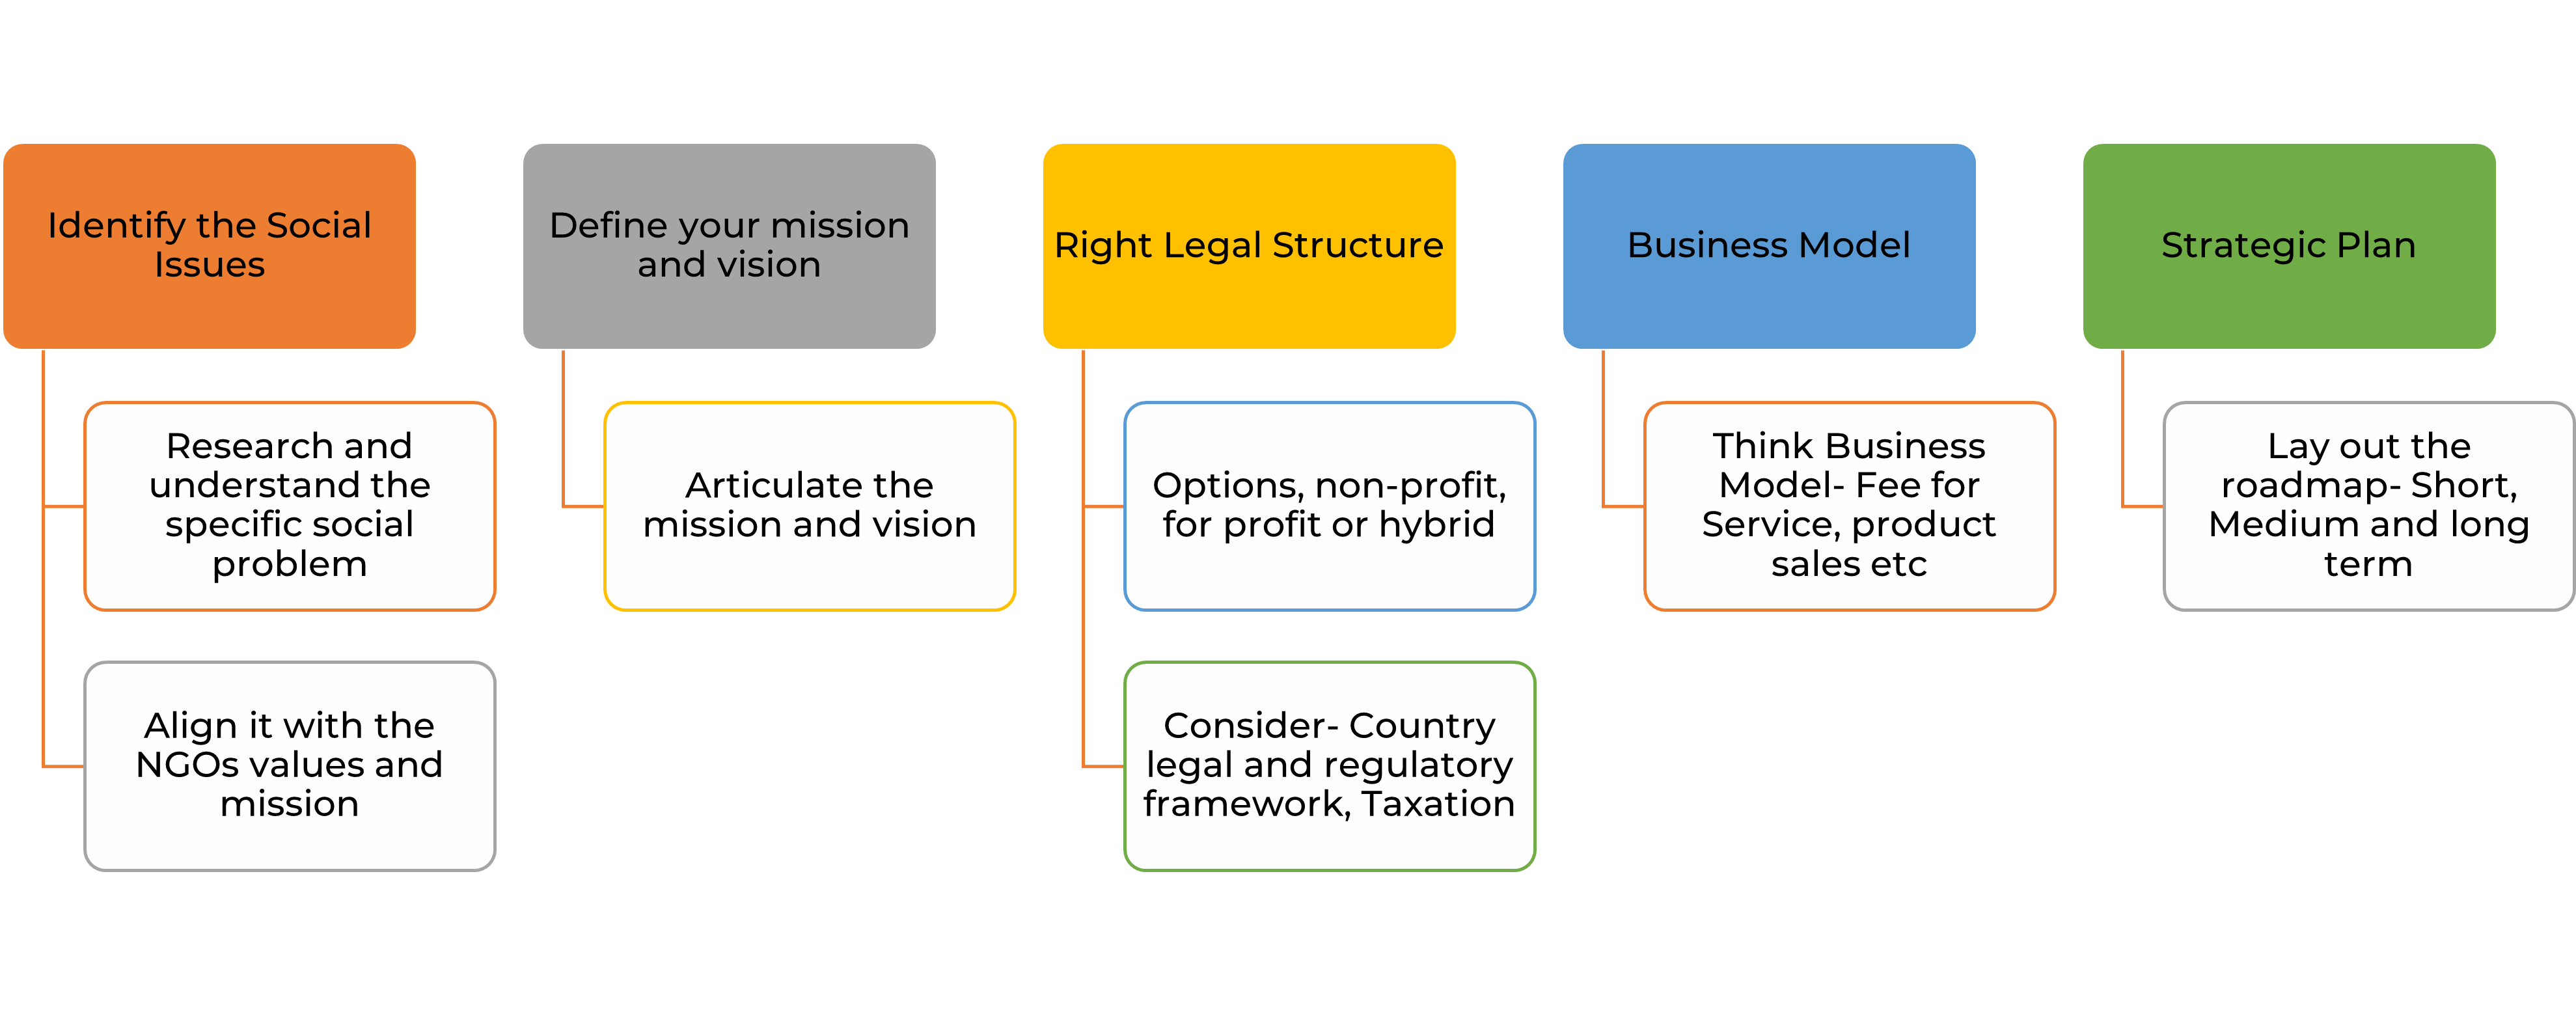 Identify the Social
Issues
Research and
understand the
specific social
problem
Align it with the
NGOs values and
mission
Define your mission
and vision
Articulate the
mission and vision
Right Legal Structure
Options, non-profit,
for profit or hybrid
Consider- Country
legal and regulatory
framework, Taxation
Business Model
Think Business
Model- Fee for
Service, product
sales etc
Strategic Plan
Lay out the
roadmap- Short,
Medium and long
term